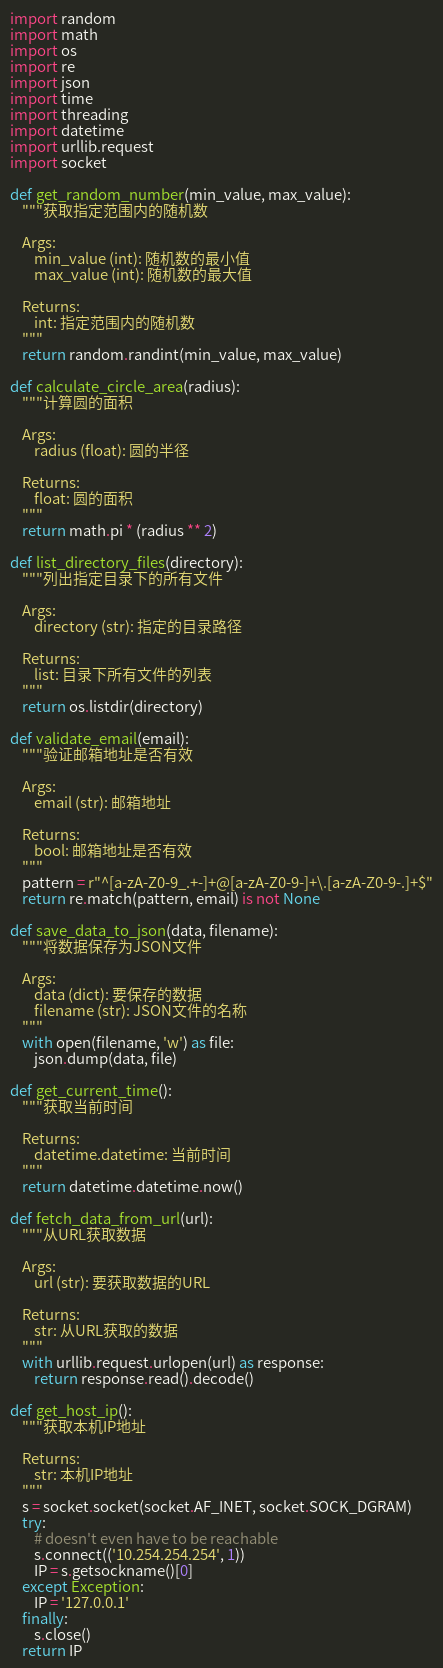 import random
import math
import os
import re
import json
import time
import threading
import datetime
import urllib.request
import socket

def get_random_number(min_value, max_value):
    """获取指定范围内的随机数

    Args:
        min_value (int): 随机数的最小值
        max_value (int): 随机数的最大值

    Returns:
        int: 指定范围内的随机数
    """
    return random.randint(min_value, max_value)

def calculate_circle_area(radius):
    """计算圆的面积

    Args:
        radius (float): 圆的半径

    Returns:
        float: 圆的面积
    """
    return math.pi * (radius ** 2)

def list_directory_files(directory):
    """列出指定目录下的所有文件

    Args:
        directory (str): 指定的目录路径

    Returns:
        list: 目录下所有文件的列表
    """
    return os.listdir(directory)

def validate_email(email):
    """验证邮箱地址是否有效

    Args:
        email (str): 邮箱地址

    Returns:
        bool: 邮箱地址是否有效
    """
    pattern = r"^[a-zA-Z0-9_.+-]+@[a-zA-Z0-9-]+\.[a-zA-Z0-9-.]+$"
    return re.match(pattern, email) is not None

def save_data_to_json(data, filename):
    """将数据保存为JSON文件

    Args:
        data (dict): 要保存的数据
        filename (str): JSON文件的名称
    """
    with open(filename, 'w') as file:
        json.dump(data, file)

def get_current_time():
    """获取当前时间

    Returns:
        datetime.datetime: 当前时间
    """
    return datetime.datetime.now()

def fetch_data_from_url(url):
    """从URL获取数据

    Args:
        url (str): 要获取数据的URL

    Returns:
        str: 从URL获取的数据
    """
    with urllib.request.urlopen(url) as response:
        return response.read().decode()

def get_host_ip():
    """获取本机IP地址

    Returns:
        str: 本机IP地址
    """
    s = socket.socket(socket.AF_INET, socket.SOCK_DGRAM)
    try:
        # doesn't even have to be reachable
        s.connect(('10.254.254.254', 1))
        IP = s.getsockname()[0]
    except Exception:
        IP = '127.0.0.1'
    finally:
        s.close()
    return IP